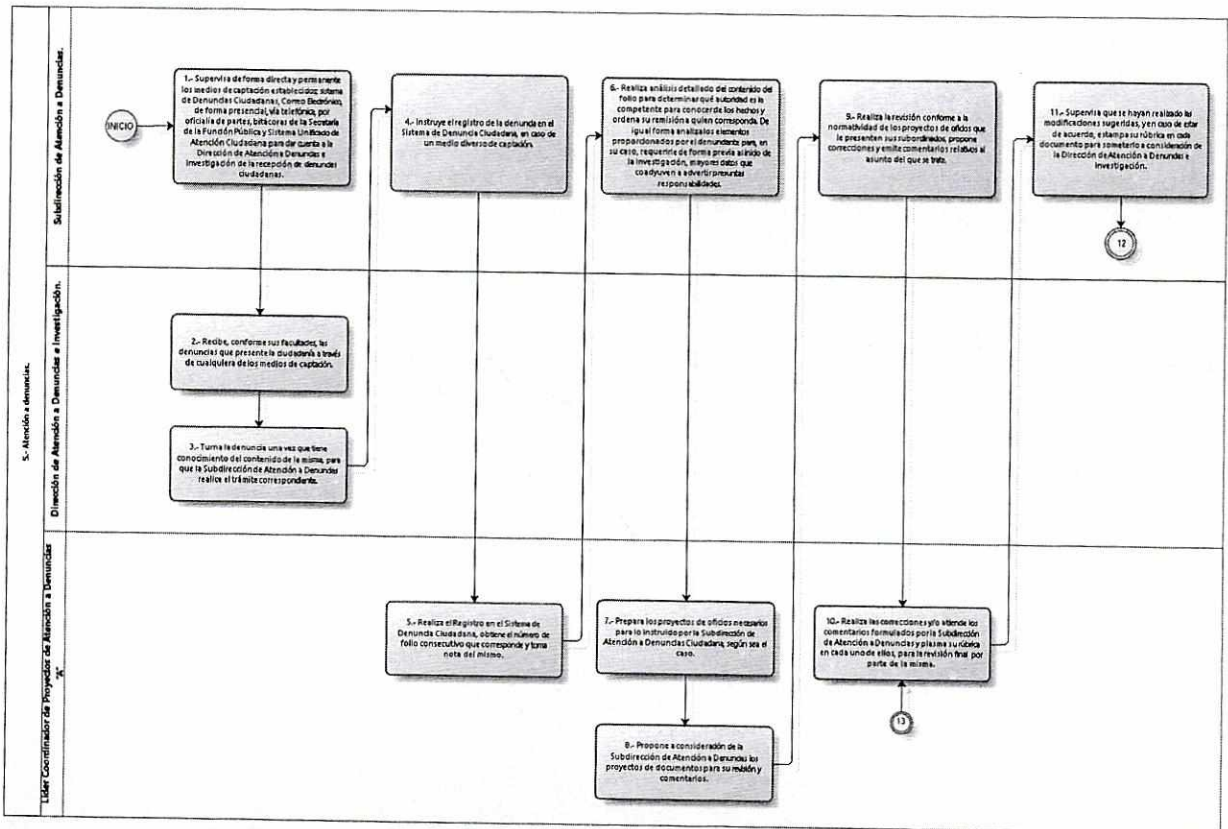 5.- Atención a denuncias.
Subdirección de Atención a Denuncias.
INICIO
1.- Supervisa de forma directa y permanente
los medios de captación establecidos; sistema
de Denuncias Ciudadanas, Correo Electrónico,
de forma presencial, vía telefónica, por
oficialía de partes, bitácoras de la Secretaría
de la Función Pública y Sistema Unificado de
Atención Ciudadana para dar cuenta a la
Dirección de Atención a Denuncias e
Investigación de la recepción de denuncias
ciudadanas.
4.- Instruye el registro de la denuncia en el
Sistema de Denuncia Ciudadana, en caso de
un medio diverso de captación.
6.- Realiza análisis detallado del contenido del
folio para determinar qué autoridad es la
competente para conocer de los hechos y
ordena su remisión a quien corresponda. De
igual forma analiza los elementos
proporcionados por el denunciante para, en
su caso, requerirle de forma previa al inicio de
la investigación, mayores datos que
coadyuven a advertir presuntas
responsabilidades.
9.- Realiza la revisión conforme a la
normatividad de los proyectos de oficios que
le presentan sus subordinados, propone
correcciones y emite comentarios relativos al
asunto del que se trata.
11.- Supervisa que se hayan realizado las
modificaciones sugeridas, y en caso de estar
de acuerdo, estampa su rúbrica en cada
documento para someterlo a consideración de
la Dirección de Atención a Denuncias e
Investigación.
12
Dirección de Atención a Denuncias e Investigación.
2.- Recibe, conforme sus facultades, las
denuncias que presente la ciudadanía a través
de cualquiera de los medios de captación.
3.- Turna la denuncia una vez que tiene
conocimiento del contenido de la misma, para
que la Subdirección de Atención a Denuncias
realice el trámite correspondiente.
Líder Coordinador de Proyectos de Atención a Denuncias
"A"
5.- Realiza el Registro en el Sistema de
Denuncia Ciudadana, obtiene el número de
folio consecutivo que corresponde y toma
nota del mismo.
7.- Prepara los proyectos de oficios necesarios
para lo instruido por la Subdirección de
Atención a Denuncias Ciudadana, según sea el
caso.
8.- Propone a consideración de la
Subdirección de Atención a Denuncias los
proyectos de documentos para su revisión y
comentarios.
10.- Realiza las correcciones y/o atiende los
comentarios formulados por la Subdirección
de Atención a Denuncias y plasma su rúbrica
en cada uno de ellos, para la revisión final por
parte de la misma.
13